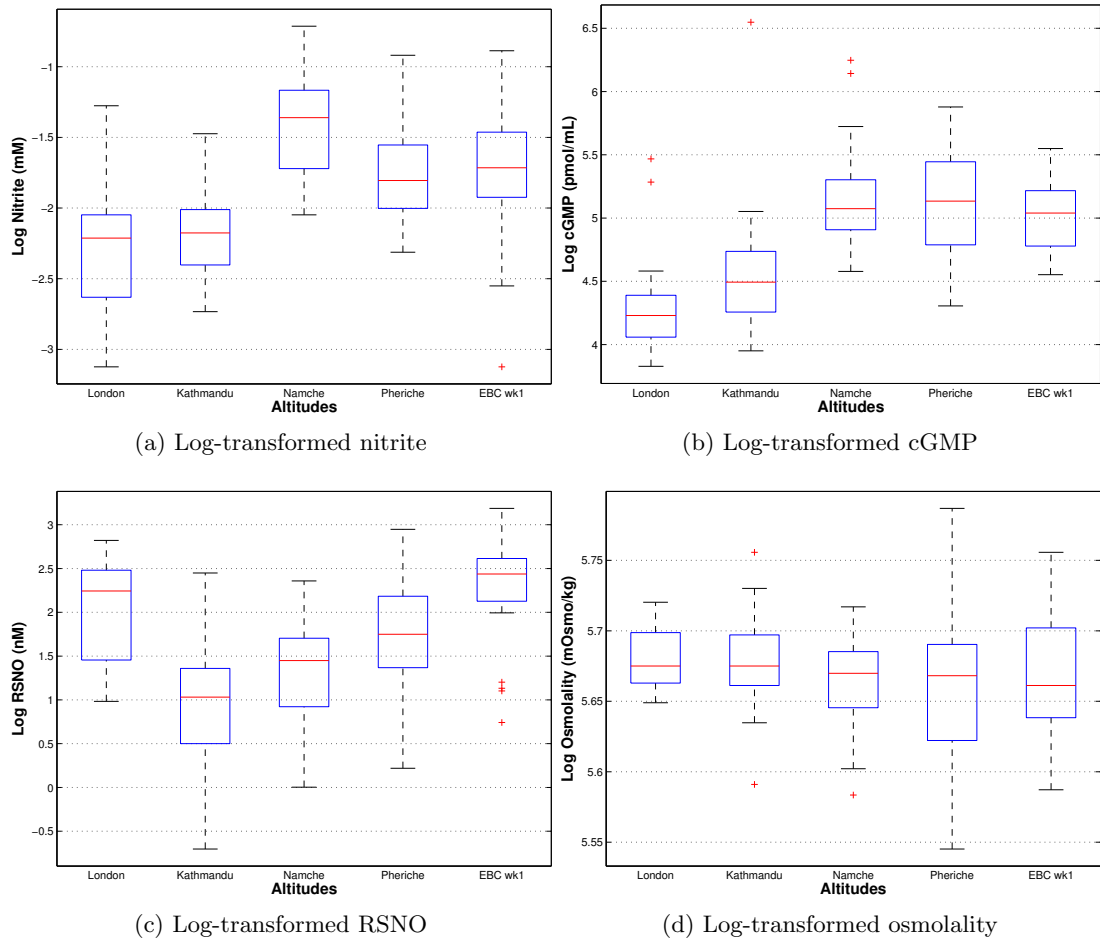 −1
−1.5
−2
−2.5
−3
Log Nitrite (mM)
London Kathmandu Namche Pheriche EBC wk1
Altitudes
(a) Log-transformed nitrite
6.5
6
5.5
5
4.5
4
Log cGMP (pmol/mL)
London Kathmandu Namche Pheriche EBC wk1
Altitudes
(b) Log-transformed cGMP
3
2.5
2
1.5
1
0.5
0
−0.5
Log RSNO (nM)
London Kathmandu Namche Pheriche EBC wk1
Altitudes
(c) Log-transformed RSNO
5.75
5.7
5.65
5.6
5.55
Log Osmolality (mOsmo/kg)
London Kathmandu Namche Pheriche EBC wk1
Altitudes
(d) Log-transformed osmolality